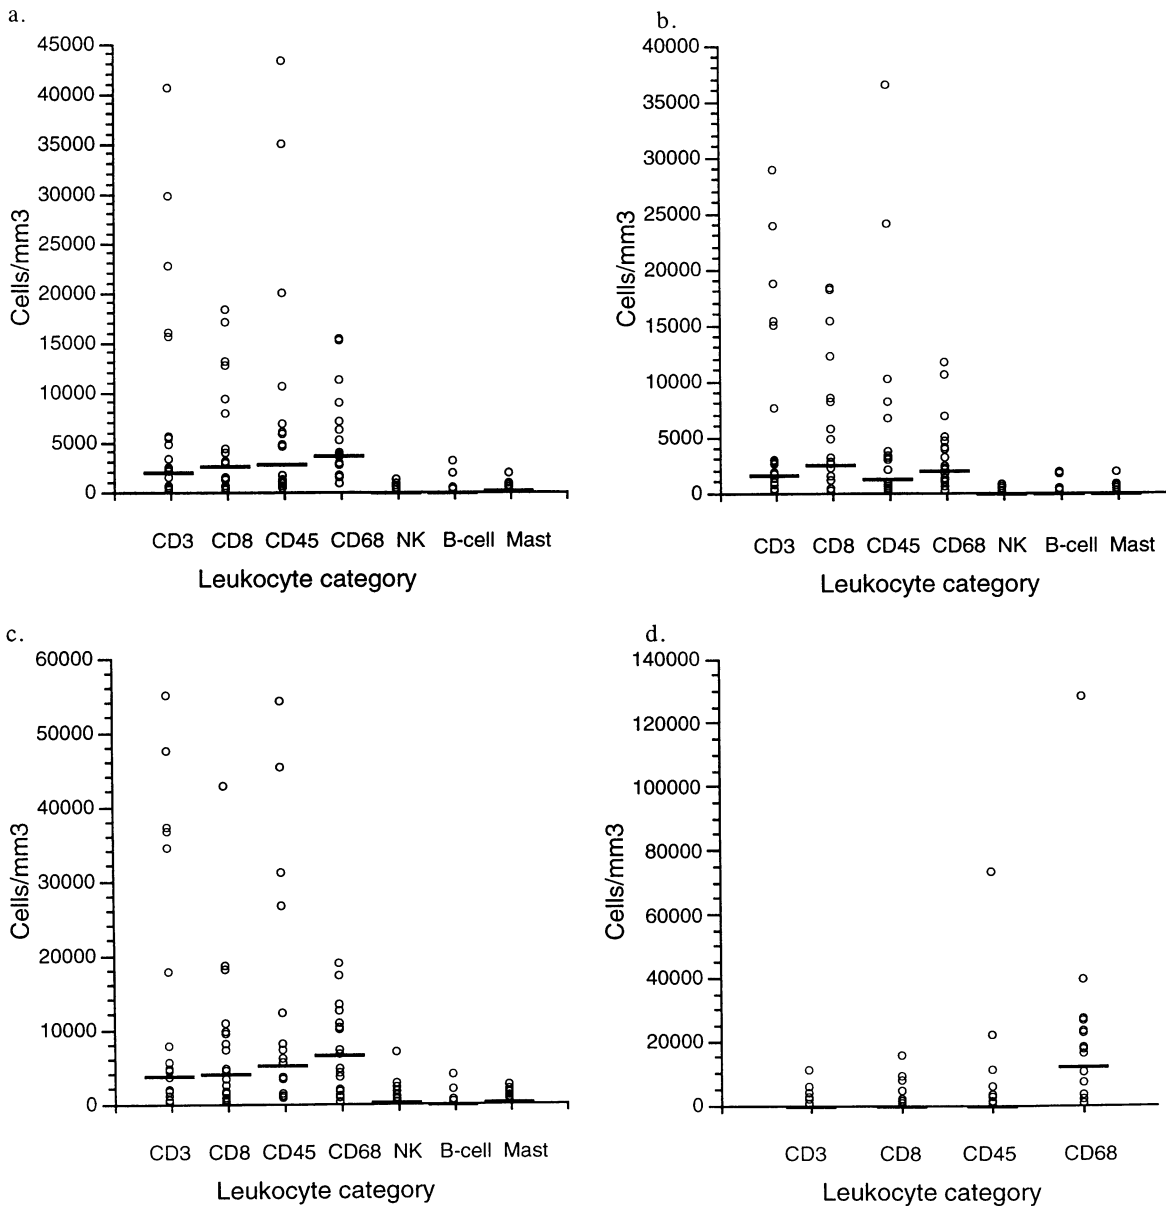 a.
45000
40000
35000
30000
25000
20000
15000
10000
5000
0
Cells/mm3
CD3 CD8 CD45 CD68 NK B-cell Mast
Leukocyte category
b.
40000
35000
30000
25000
20000
15000
10000
5000
0
Cells/mm3
CD3 CD8 CD45 CD68 NK B-cell Mast
Leukocyte category
c.
60000
50000
40000
30000
20000
10000
0
Cells/mm3
CD3 CD8 CD45 CD68 NK B-cell Mast
Leukocyte category
d.
140000
120000
100000
80000
60000
40000
20000
0
Cells/mm3
CD3 CD8 CD45 CD68
Leukocyte category